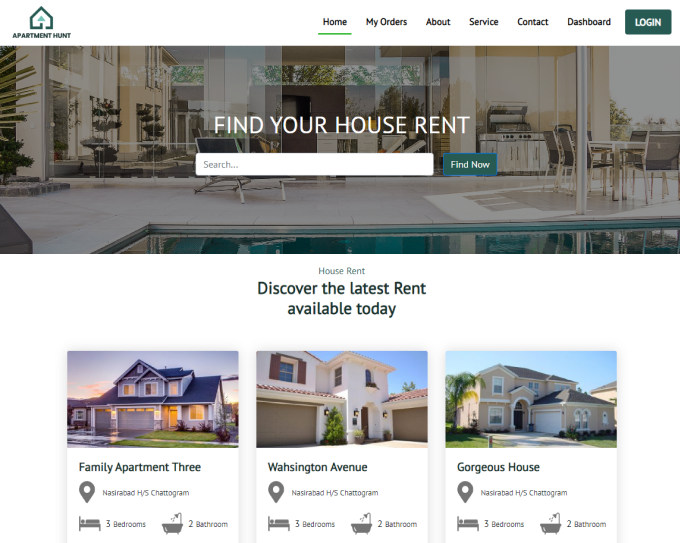 APARTMENT HUNT
Home My Orders About Service Contact Dashboard LOGIN
FIND YOUR HOUSE RENT
Search... Find Now
House Rent
Discover the latest Rent
available today
Family Apartment Three Wahsington Avenue Gorgeous House
Nasirabad H/S Chattogram Nasirabad H/S Chattogram Nasirabad H/S Chattogram
3 Bedrooms 2 Bathroom 3 Bedrooms 2 Bathroom 3 Bedrooms 2 Bathroom